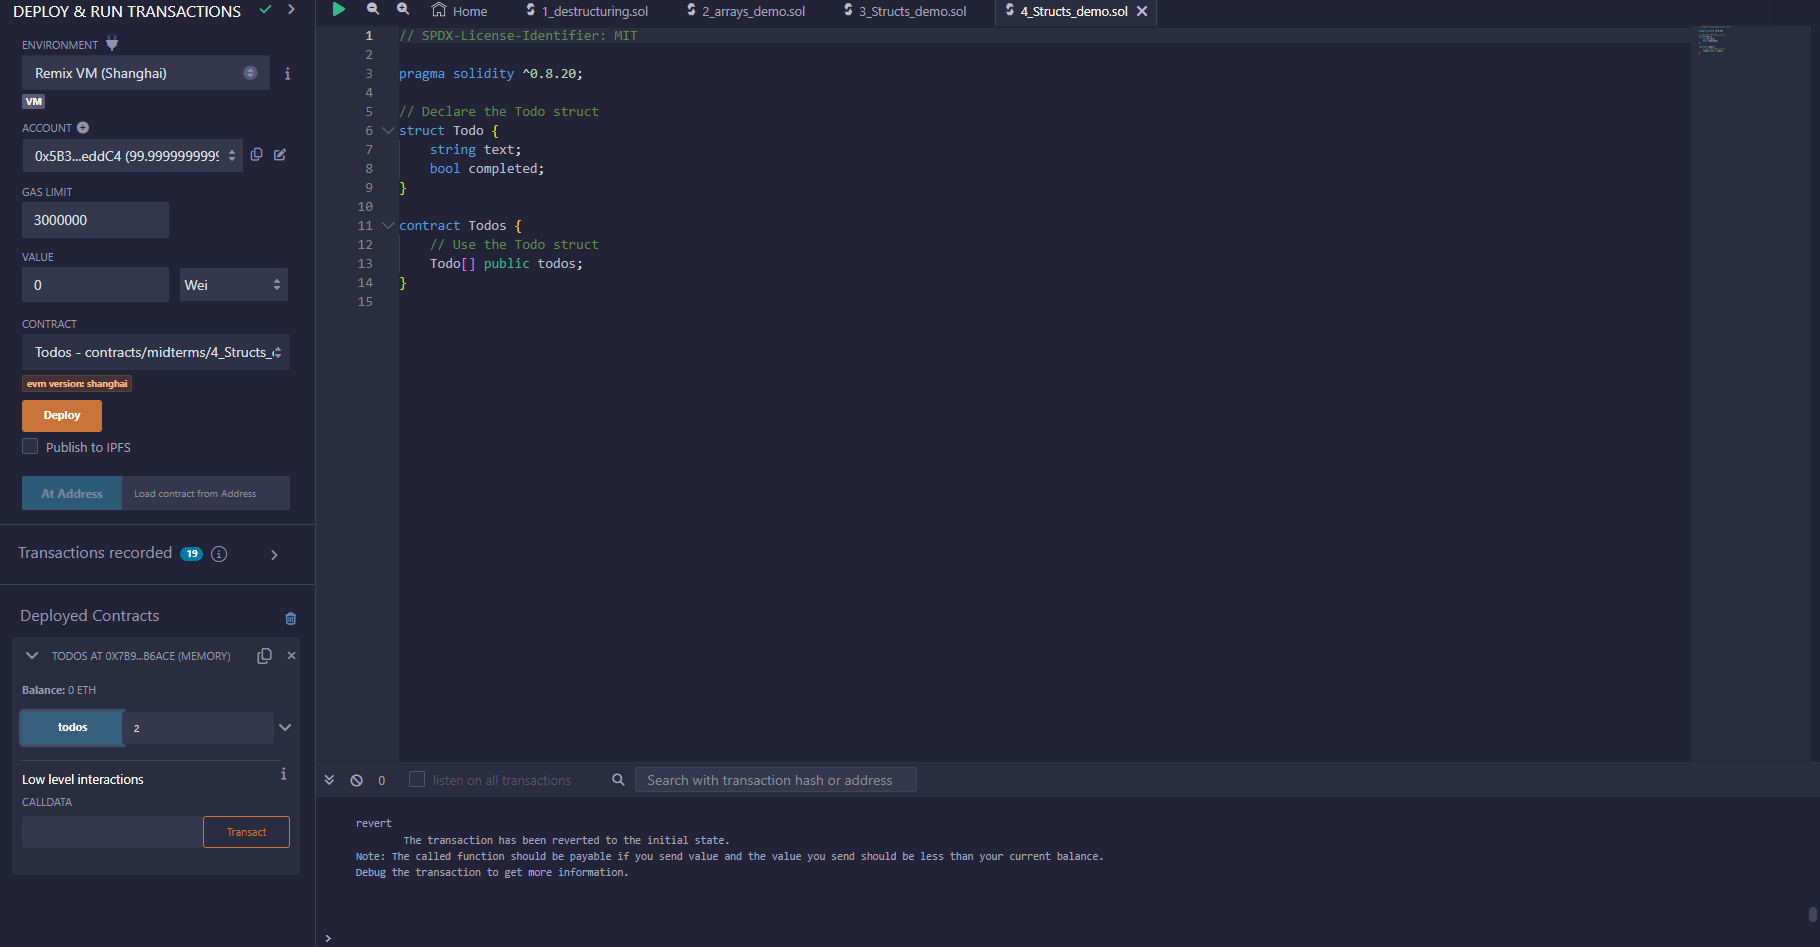 DEPLOY & RUN TRANSACTIONS
ENVIRONMENT
Remix VM (Shanghai)
VM
ACCOUNT
0x5B3...eddC4 (99.9999999999
GAS LIMIT
3000000
VALUE
0
Wei
CONTRACT
Todos - contracts/midterms/4_Structs_
evm version: shanghai
Deploy
Publish to IPFS
At Address
Load contract from Address
Transactions recorded 19
Deployed Contracts
TODOS AT 0X7B9...B6ACE (MEMORY)
Balance: 0 ETH
todos
2
Low level interactions
CALLDATA
Transact
Home
1_destructuring.sol
2_arrays_demo.sol
3_Structs_demo.sol
4_Structs_demo.sol
1 // SPDX-License-Identifier: MIT
2
3 pragma solidity ^0.8.20;
4
5 // Declare the Todo struct
6 struct Todo {
7 string text;
8 bool completed;
9 }
10
11 contract Todos {
12 // Use the Todo struct
13 Todo[] public todos;
14 }
15
0
listen on all transactions
Search with transaction hash or address
revert
The transaction has been reverted to the initial state.
Note: The called function should be payable if you send value and the value you send should be less than your current balance.
Debug the transaction to get more information.
>